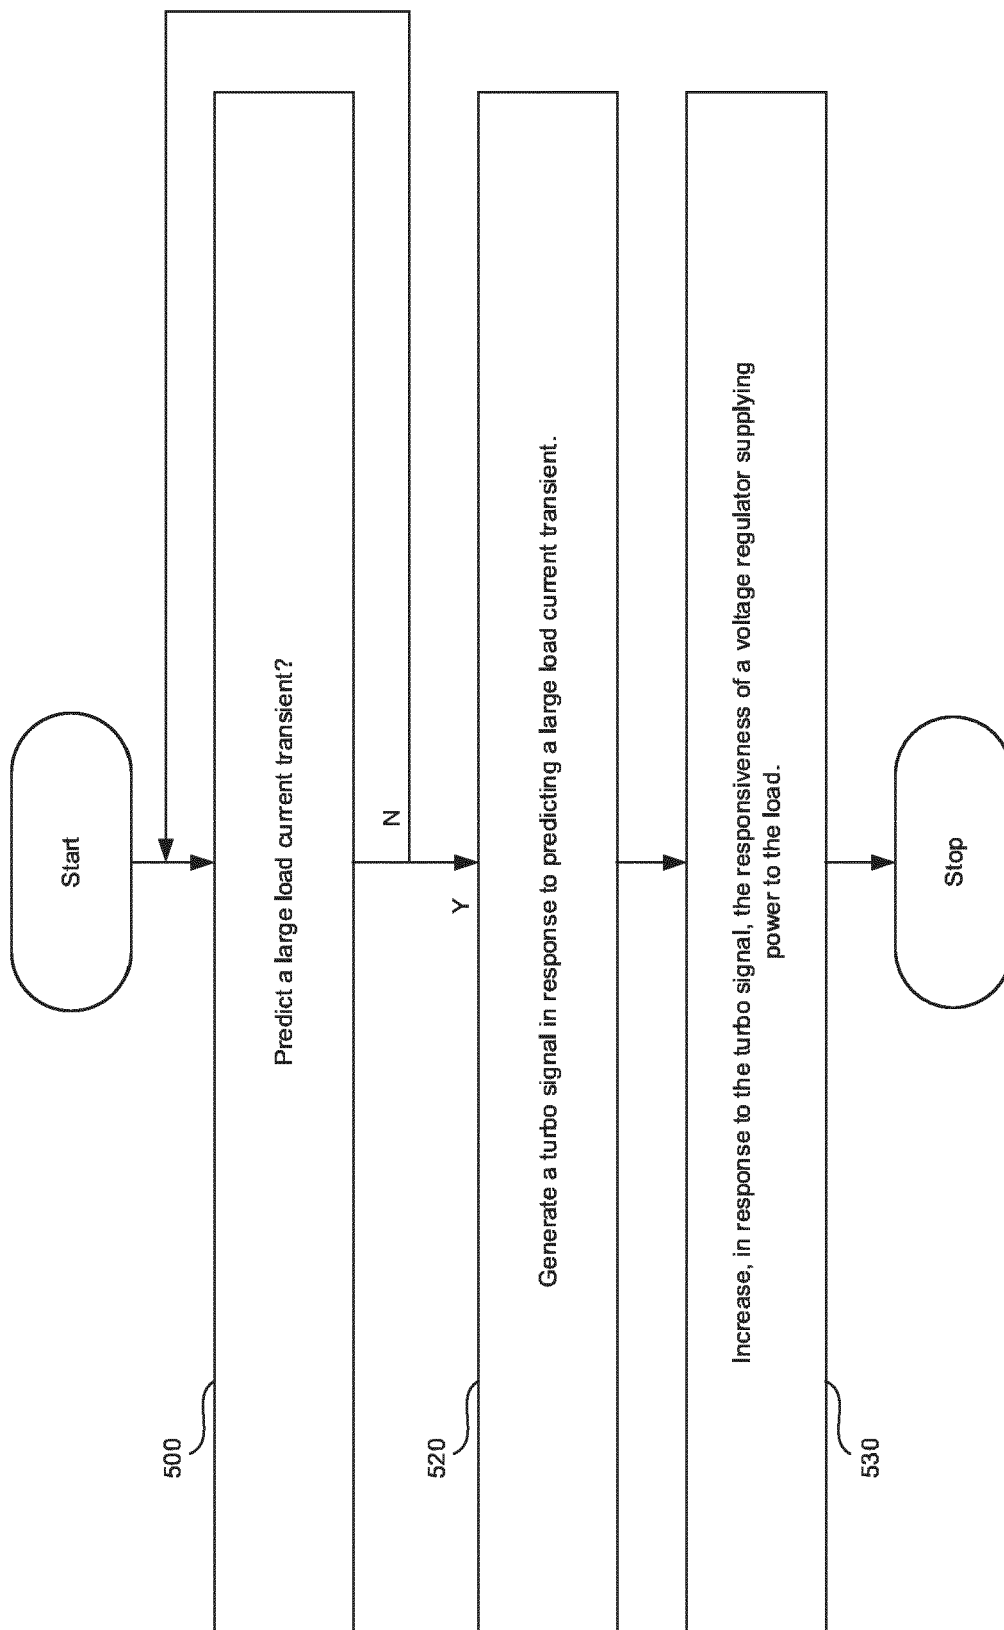 Start
500
Predict a large load current transient?
N
Y
520
Generate a turbo signal in response to predicting a large load current transient.
Increase, in response to the turbo signal, the responsiveness of a voltage regulator supplying
power to the load.
530
Stop